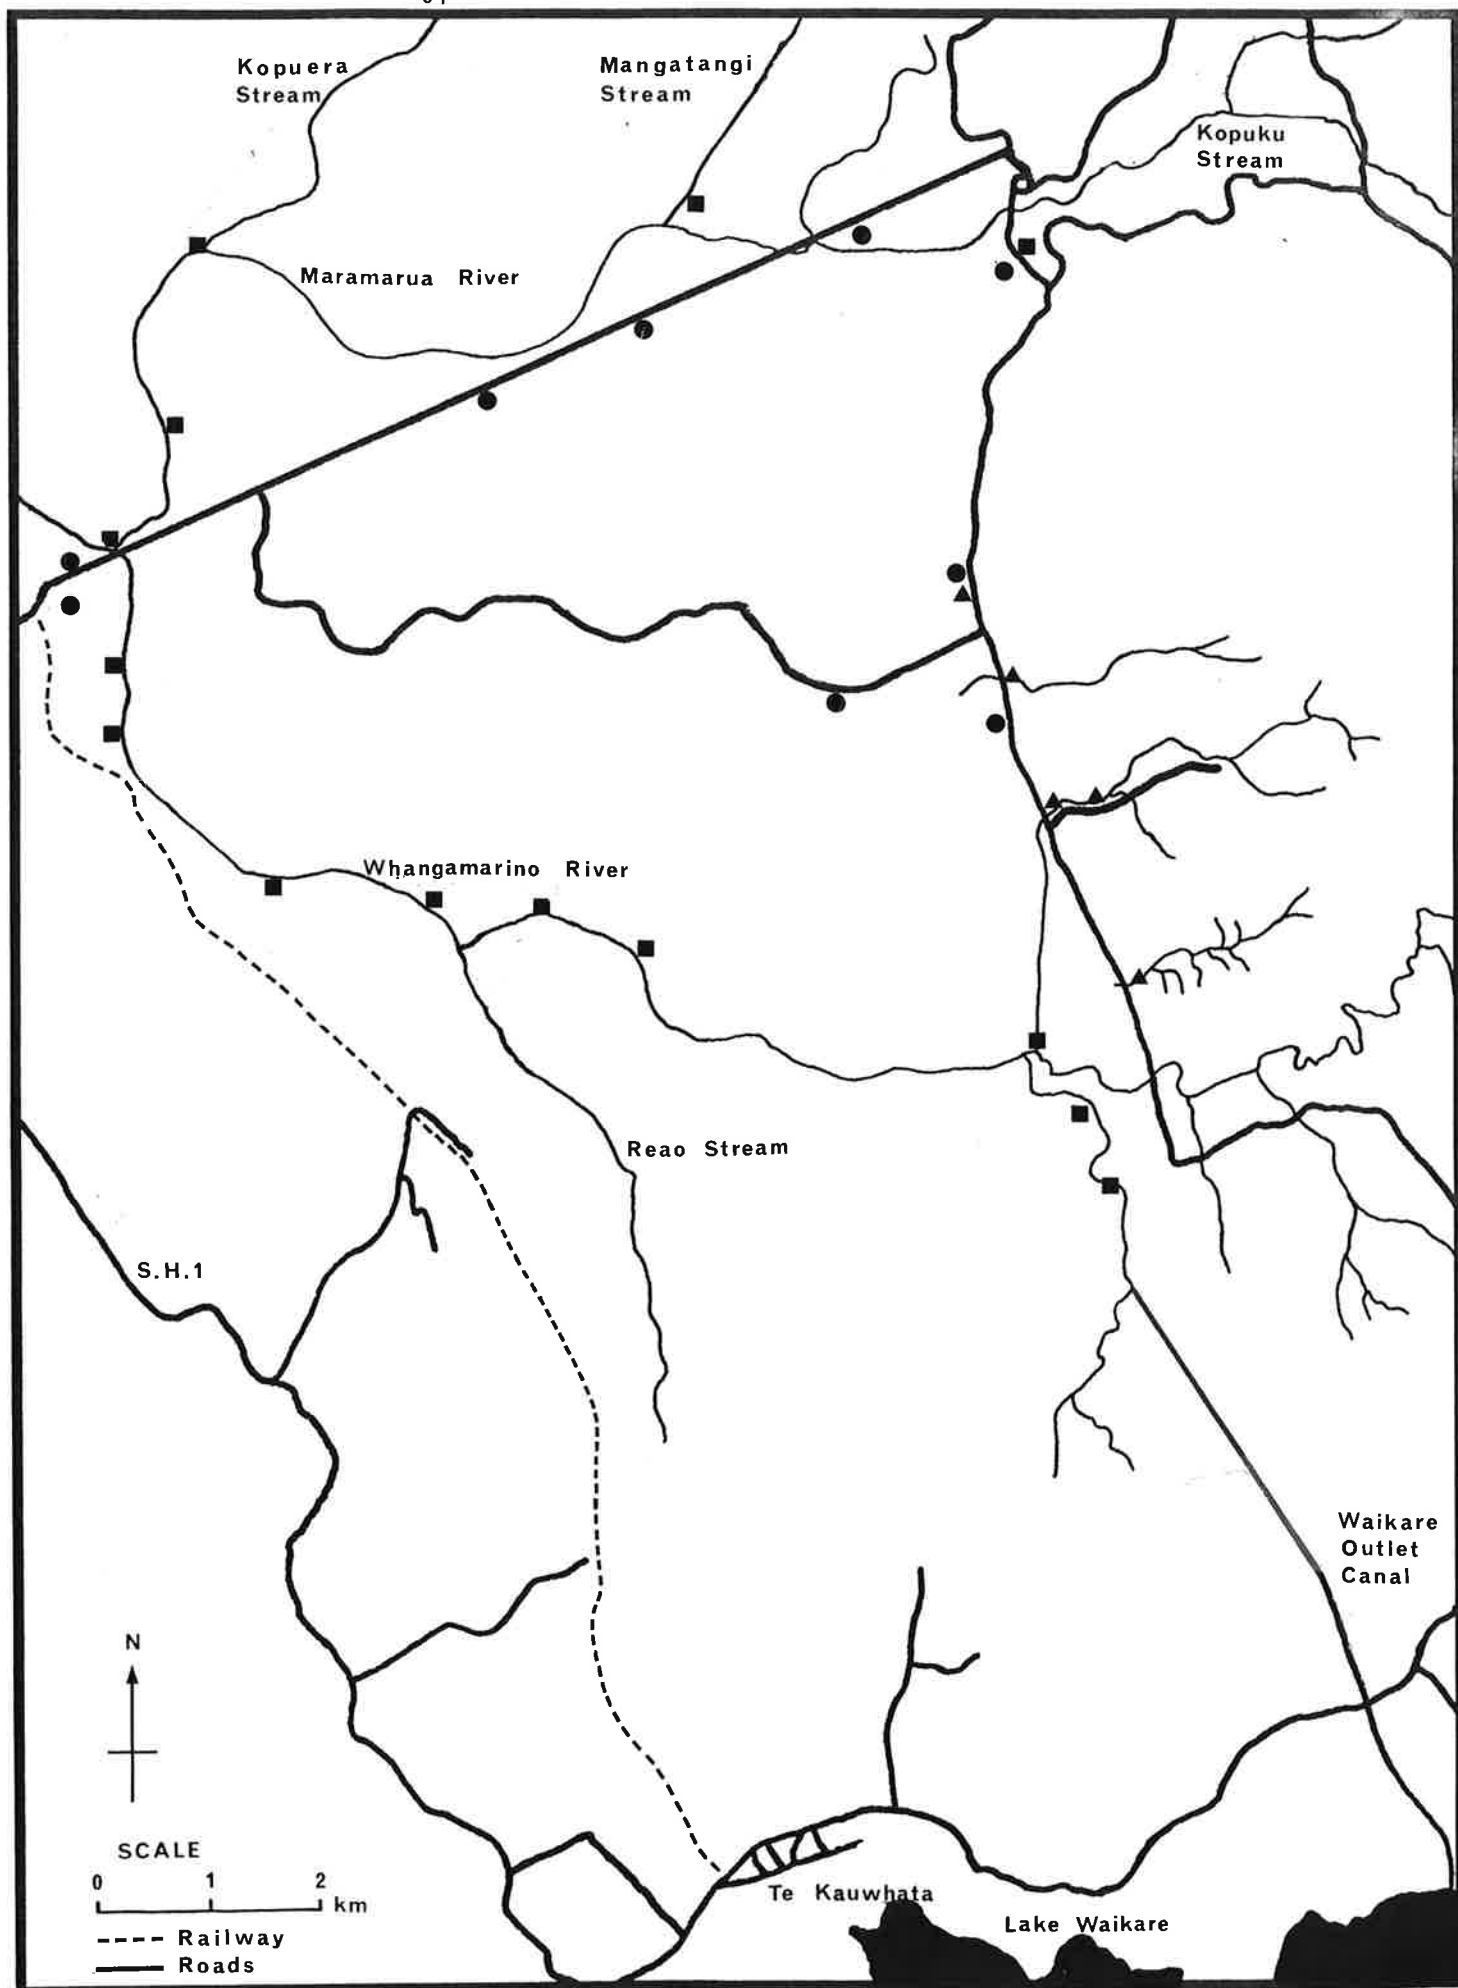 Kopuera
Stream
Mangatangi
Stream
Kopuku
Stream
Maramarua River
Whangamarino River
Reao Stream
S.H.1
Waikare
Outlet
Canal
N
SCALE
0 1 2
km
Te Kauwhata
Lake Waikare
Railway
Roads